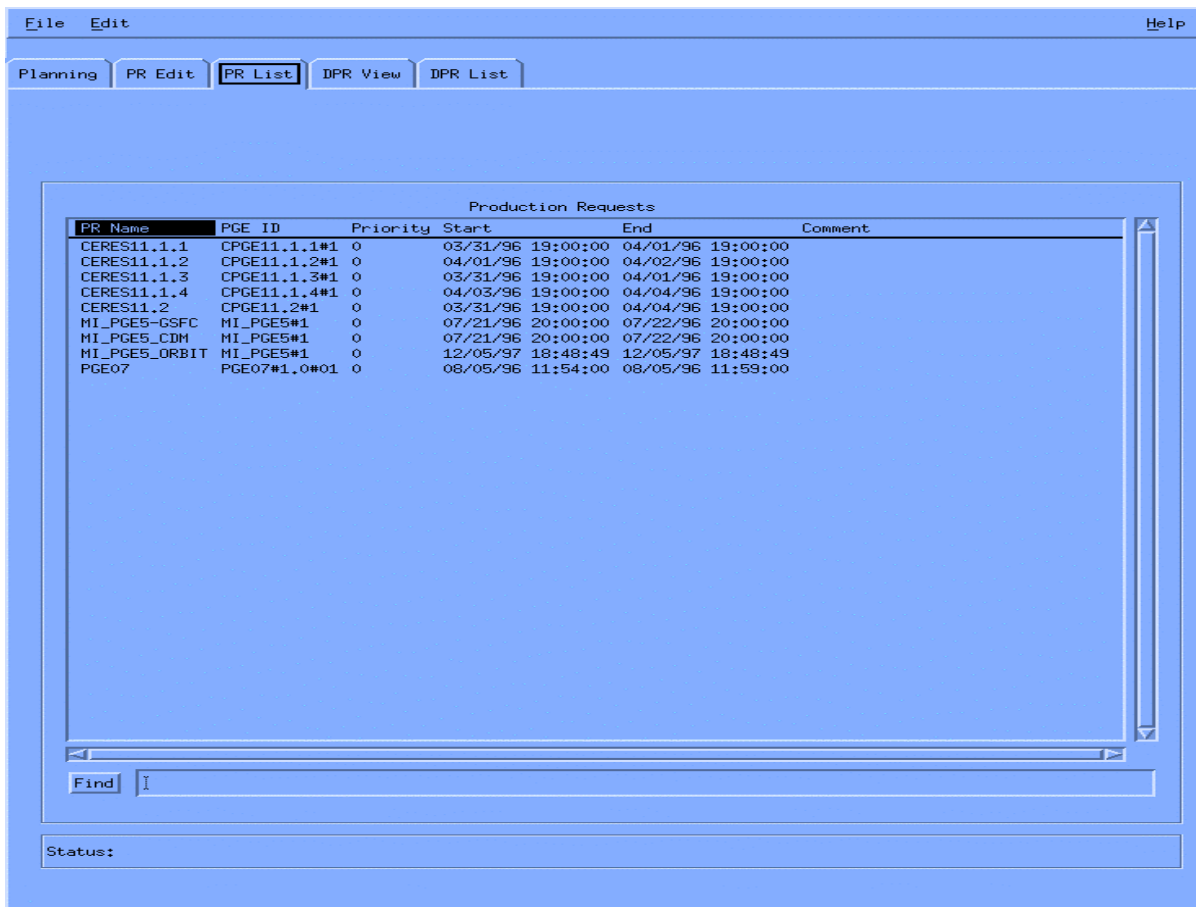 File Edit Help
Planning PR Edit PR List DPR View DPR List
Production Requests
PR Name PGE ID Priority Start End Comment
CERES11.1.1 CPGE11.1.1#1 0 03/31/96 19:00:00 04/01/96 19:00:00
CERES11.1.2 CPGE11.1.2#1 0 04/01/96 19:00:00 04/02/96 19:00:00
CERES11.1.3 CPGE11.1.3#1 0 03/31/96 19:00:00 04/01/96 19:00:00
CERES11.1.4 CPGE11.1.4#1 0 04/03/96 19:00:00 04/04/96 19:00:00
CERES11.2 CPGE11.2#1 0 03/31/96 19:00:00 04/04/96 19:00:00
MI_PGE5-GSFC MI_PGE5#1 0 07/21/96 20:00:00 07/22/96 20:00:00
MI_PGE5_CDM MI_PGE5#1 0 07/21/96 20:00:00 07/22/96 20:00:00
MI_PGE5_ORBIT MI_PGE5#1 0 12/05/97 18:48:49 12/05/97 18:48:49
PGE07 PGE07#1.0#01 0 08/05/96 11:54:00 08/05/96 11:59:00
Find
Status: